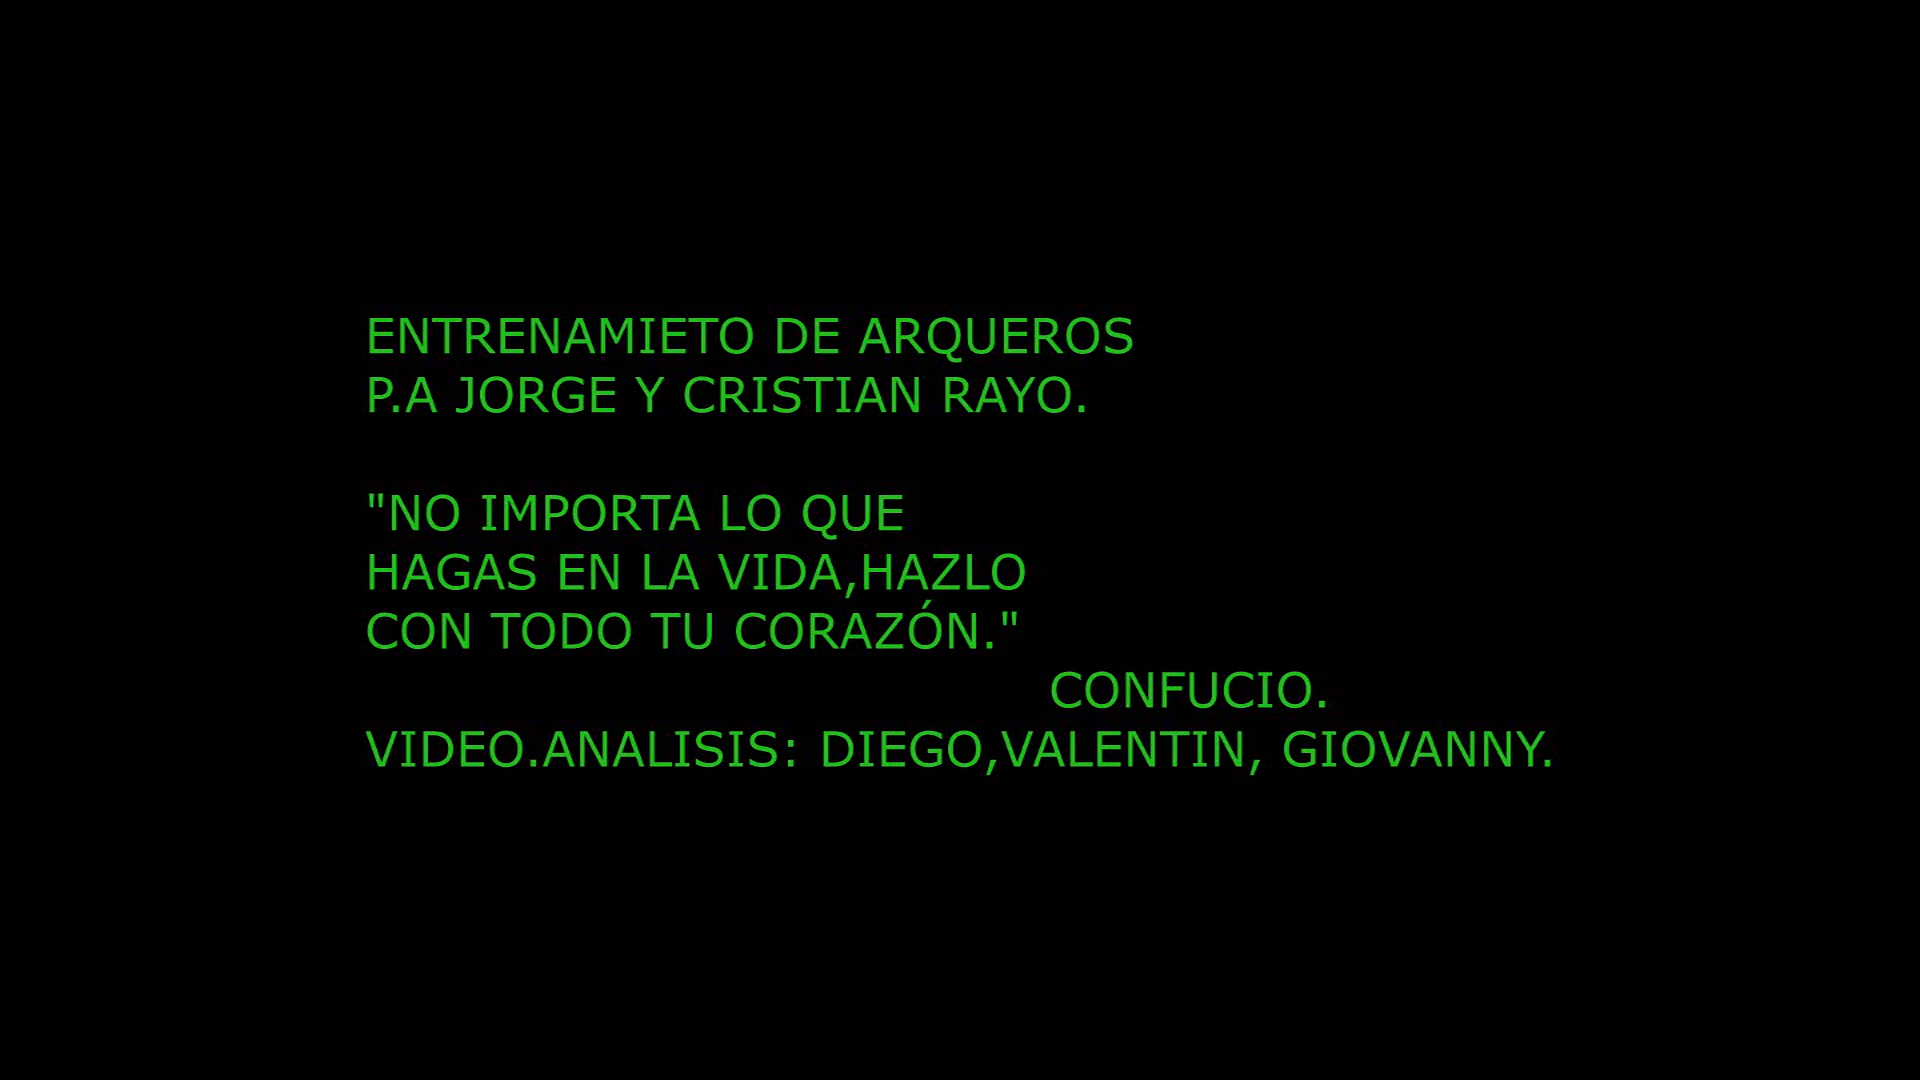 ENTRENAMIETO DE ARQUEROS
P.A JORGE Y CRISTIAN RAYO.
"NO IMPORTA LO QUE
HAGAS EN LA VIDA,HAZLO
CON TODO TU CORAZÓN."
CONFUCIO.
VIDEO.ANALISIS: DIEGO,VALENTIN, GIOVANNY.